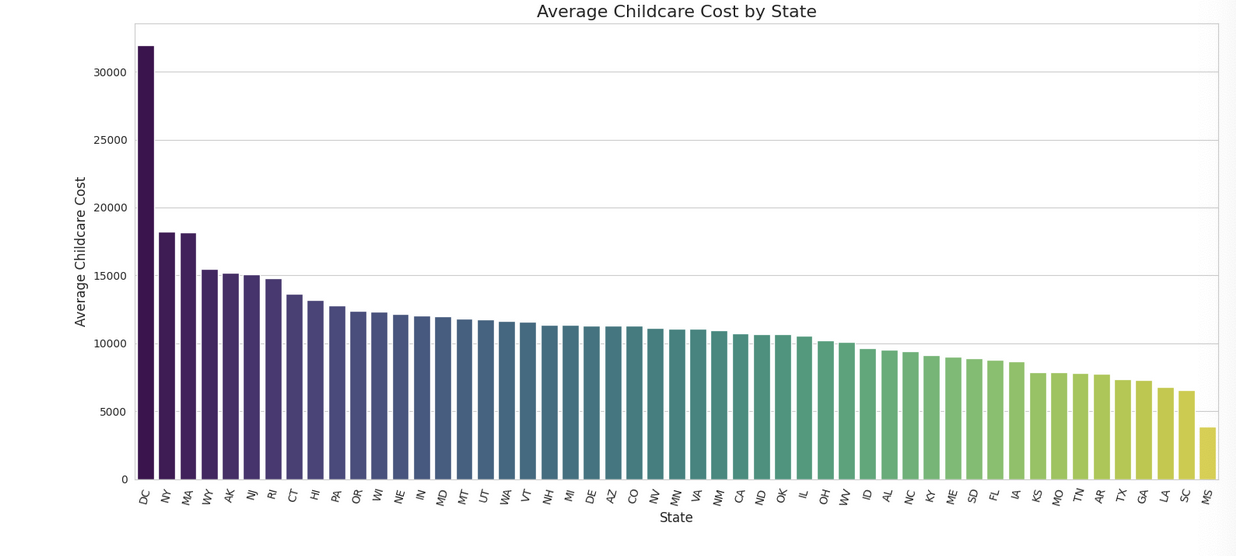 Average Childcare Cost by State
Average Childcare Cost
30000
25000
20000
15000
10000
5000
0
DC NY MA WY AK NJ RI CT HI PA OR WI NE IN MD MT UT WA VT NH MI DE AZ CO NV MN VA NM CA ND OK IL OH WV ID AL NC KY ME SD FL IA KS MO TN AR TX GA LA SC MS
State